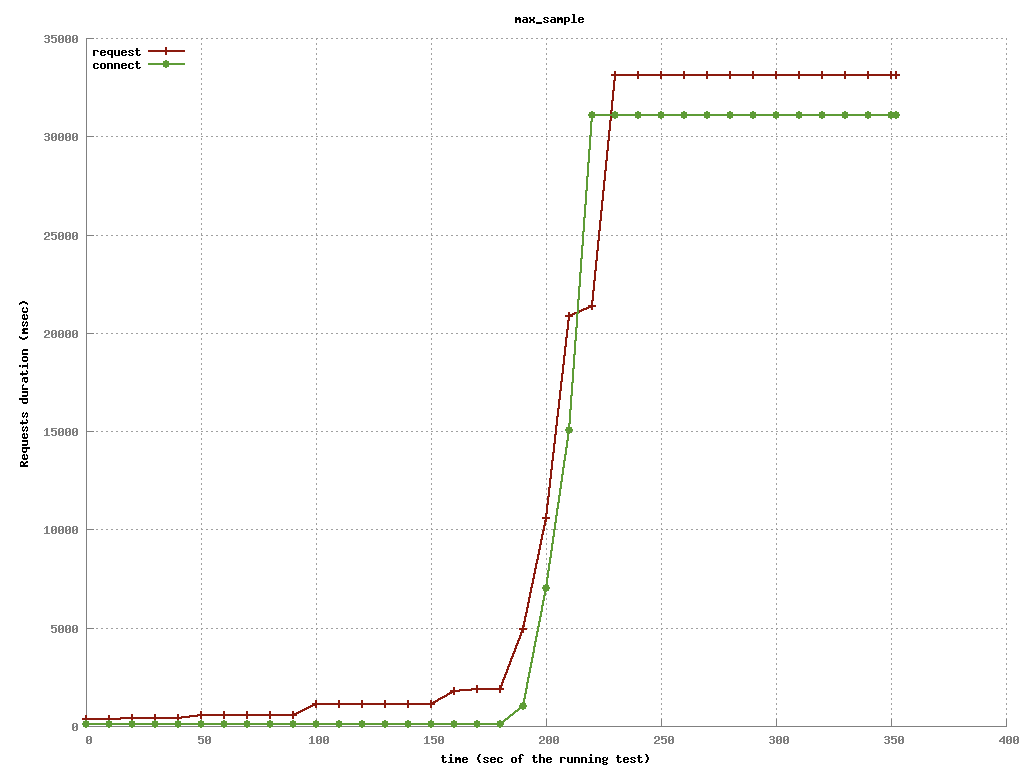 max_sample
request
connect
35000
30000
25000
20000
15000
10000
5000
0
Requests duration (msec)
0 50 100 150 200 250 300 350 400
time (sec of the running test)